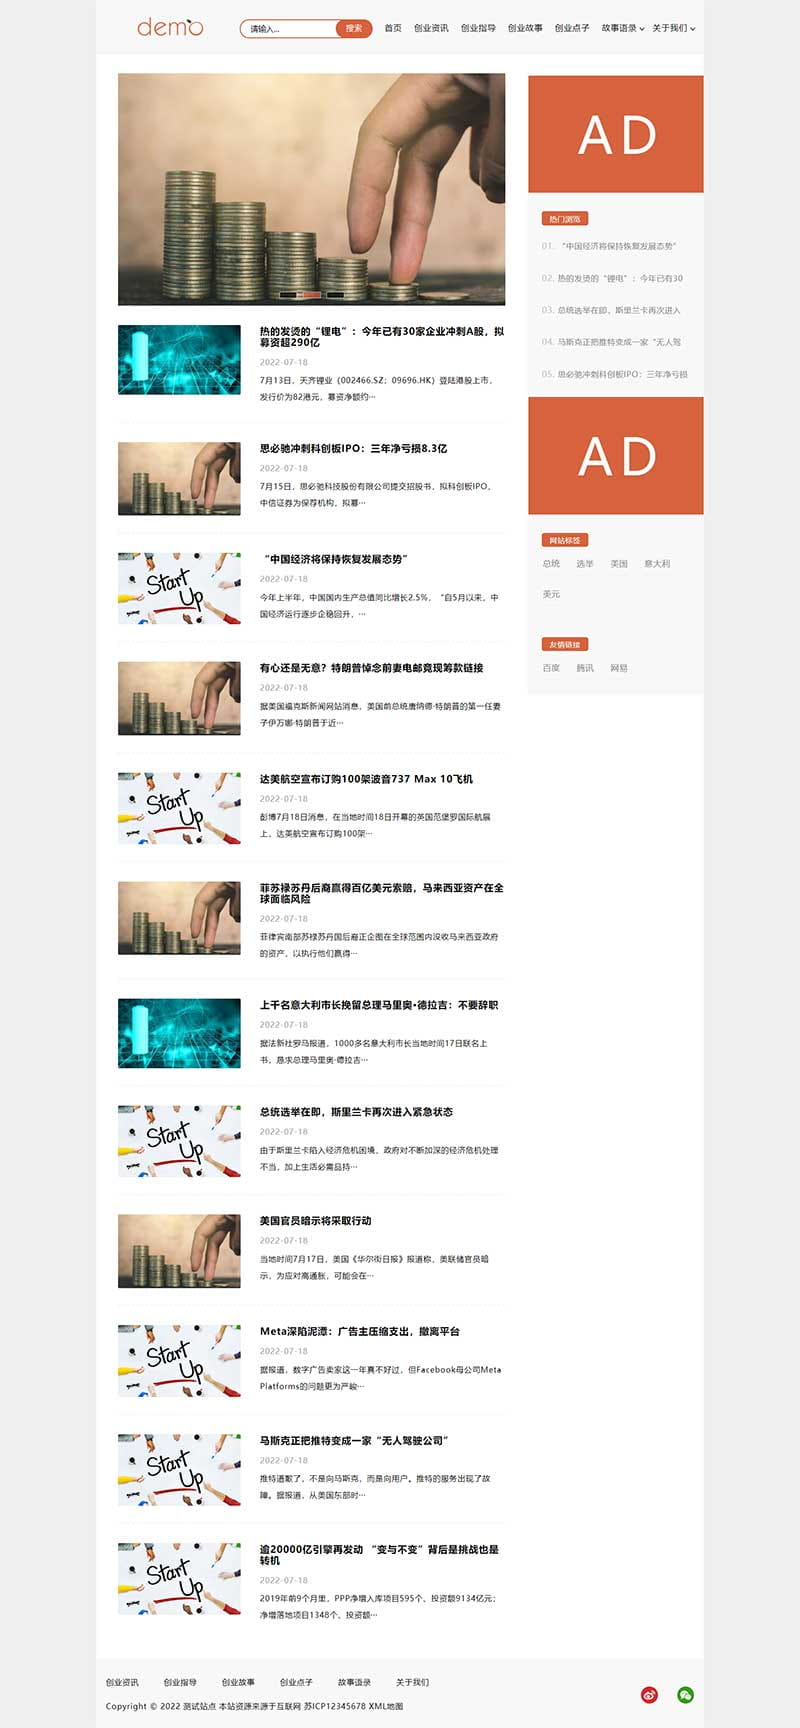 demo
请输入... 搜索 首页 创业资讯 创业指导 创业故事 创业点子 故事语录 关于我们
热的发烫的“锂电”：今年已有30家企业冲刺A股，拟
募资超290亿
2022-07-18
7月13日，天齐锂业（002466.SZ；09696.HK）登陆港股上市，
发行价为82港元，募资净额约…
思必驰冲刺科创板IPO：三年净亏损8.3亿
2022-07-18
7月15日，思必驰科技股份有限公司提交招股书，拟科创板IPO，
中信证券为保荐机构，拟募…
Start Up
“中国经济将保持恢复发展态势”
2022-07-18
今年上半年，中国国内生产总值同比增长2.5%，“自5月以来，中
国经济运行逐步企稳回升，…
有心还是无意？特朗普悼念前妻电邮竟现筹款链接
2022-07-18
据美国福克斯新闻网站消息，美国前总统唐纳德·特朗普的第一任妻
子伊万娜·特朗普于近…
Start Up
达美航空宣布订购100架波音737 Max 10飞机
2022-07-18
彭博7月18日消息，在当地时间18日开幕的英国范堡罗国际航展
上，达美航空宣布订购100架…
菲苏禄苏丹后裔赢得百亿美元索赔，马来西亚资产在全
球面临风险
2022-07-18
菲律宾南部苏禄苏丹国后裔正企图在全球范围内没收马来西亚政府
的资产，以执行他们赢得…
上千名意大利市长挽留总理马里奥·德拉吉：不要辞职
2022-07-18
据法新社罗马报道，1000多名意大利市长当地时间17日联名上
书，恳求总理马里奥·德拉吉…
Start Up
总统选举在即，斯里兰卡再次进入紧急状态
2022-07-18
由于斯里兰卡陷入经济危机困境，政府对不断加深的经济危机处理
不当，加上生活必需品持…
美国官员暗示将采取行动
2022-07-18
当地时间7月17日，美国《华尔街日报》报道称，美联储官员暗
示，为应对高通胀，可能会在…
Start Up
Meta深陷泥潭：广告主压缩支出，撤离平台
2022-07-18
据报道，数字广告卖家这一年真不好过，但Facebook母公司Meta
Platforms的问题更为严峻…
Start Up
马斯克正把推特变成一家“无人驾驶公司”
2022-07-18
推特道歉了，不是向马斯克，而是向用户。推特的服务出现了故
障。据报道，从美国东部时…
Start Up
逾20000亿引擎再发动 “变与不变”背后是挑战也是
转机
2022-07-18
2019年前9个月里，PPP净增入库项目595个、投资额9134亿元；
净增落地项目1348个、投资额…
AD
热门浏览
01. “中国经济将保持恢复发展态势”
02. 热的发烫的“锂电”：今年已有30
03. 总统选举在即，斯里兰卡再次进入
04. 马斯克正把推特变成一家“无人驾
05. 思必驰冲刺科创板IPO：三年净亏损
AD
网站标签
总统 选举 美国 意大利
美元
友情链接
百度 腾讯 网易
创业资讯 创业指导 创业故事 创业点子 故事语录 关于我们
Copyright © 2022 测试站点 本站资源来源于互联网 苏ICP12345678 XML地图